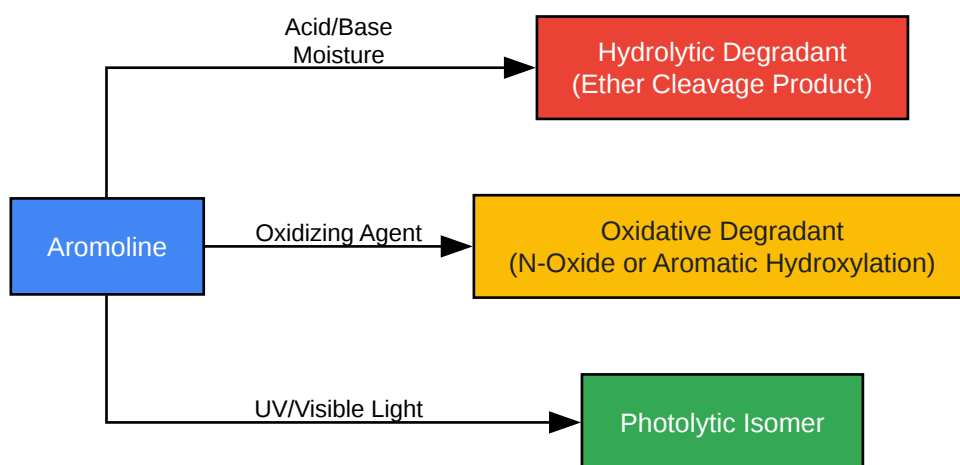 Acid/Base
Moisture
Hydrolytic Degradant
(Ether Cleavage Product)
Aromoline
Oxidizing Agent
Oxidative Degradant
(N-Oxide or Aromatic Hydroxylation)
UV/Visible Light
Photolytic Isomer